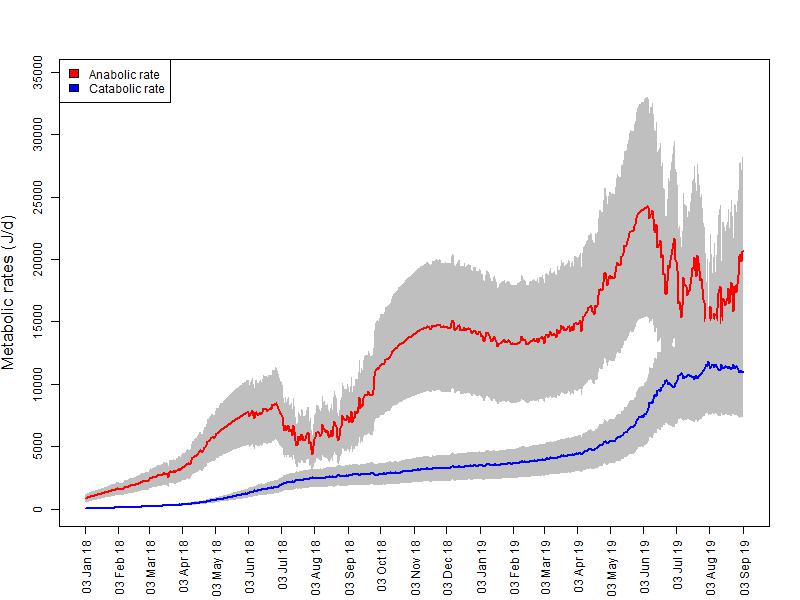 Anabolic rate
Catabolic rate
Metabolic rates (J/d)
35000
30000
25000
20000
15000
10000
5000
0
03 Jan 18
03 Feb 18
03 Mar 18
03 Apr 18
03 May 18
03 Jun 18
03 Jul 18
03 Aug 18
03 Sep 18
03 Oct 18
03 Nov 18
03 Dec 18
03 Jan 19
03 Feb 19
03 Mar 19
03 Apr 19
03 May 19
03 Jun 19
03 Jul 19
03 Aug 19
03 Sep 19